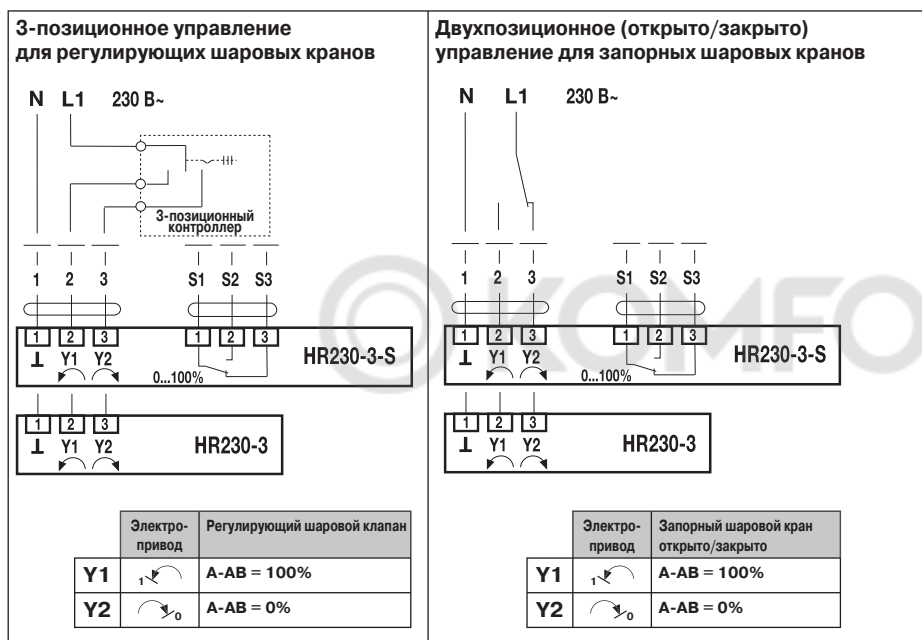 3-позиционное управление
для регулирующих шаровых кранов
N L1 230 В~
3-позиционный
контроллер
1 2 3 S1 S2 S3
1 2 3 1 2 3
⊥ Y1 Y2
0...100%
HR230-3-S
1 2 3
⊥ Y1 Y2
HR230-3
Электро-
привод
Регулирующий шаровой клапан
Y1 1 A-AB = 100%
Y2 0 A-AB = 0%
Двухпозиционное (открыто/закрыто)
управление для запорных шаровых кранов
N L1 230 В~
1 2 3 S1 S2 S3
1 2 3 1 2 3
⊥ Y1 Y2
0...100%
HR230-3-S
1 2 3
⊥ Y1 Y2
HR230-3
Электро-
привод
Запорный шаровой кран
открыто/закрыто
Y1 1 A-AB = 100%
Y2 0 A-AB = 0%
KOMFO